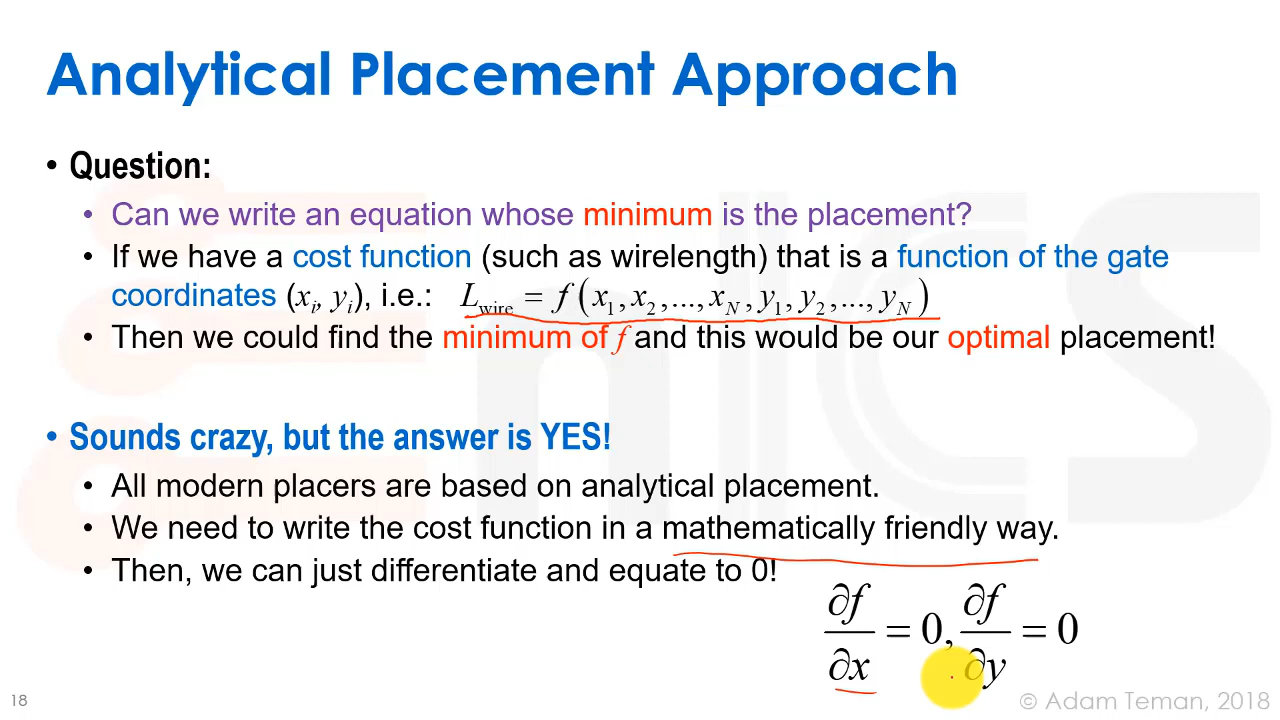 Analytical Placement Approach
• Question:
• Can we write an equation whose minimum is the placement?
• If we have a cost function (such as wirelength) that is a function of the gate
coordinates (xᵢ, yᵢ), i.e.: L_wire = f(x₁, x₂,..., x_N, y₁, y₂,..., y_N)
• Then we could find the minimum of f and this would be our optimal placement!
• Sounds crazy, but the answer is YES!
• All modern placers are based on analytical placement.
• We need to write the cost function in a mathematically friendly way.
• Then, we can just differentiate and equate to 0!
∂f/∂x = 0, ∂f/∂y = 0
18
© Adam Teman, 2018
nICS